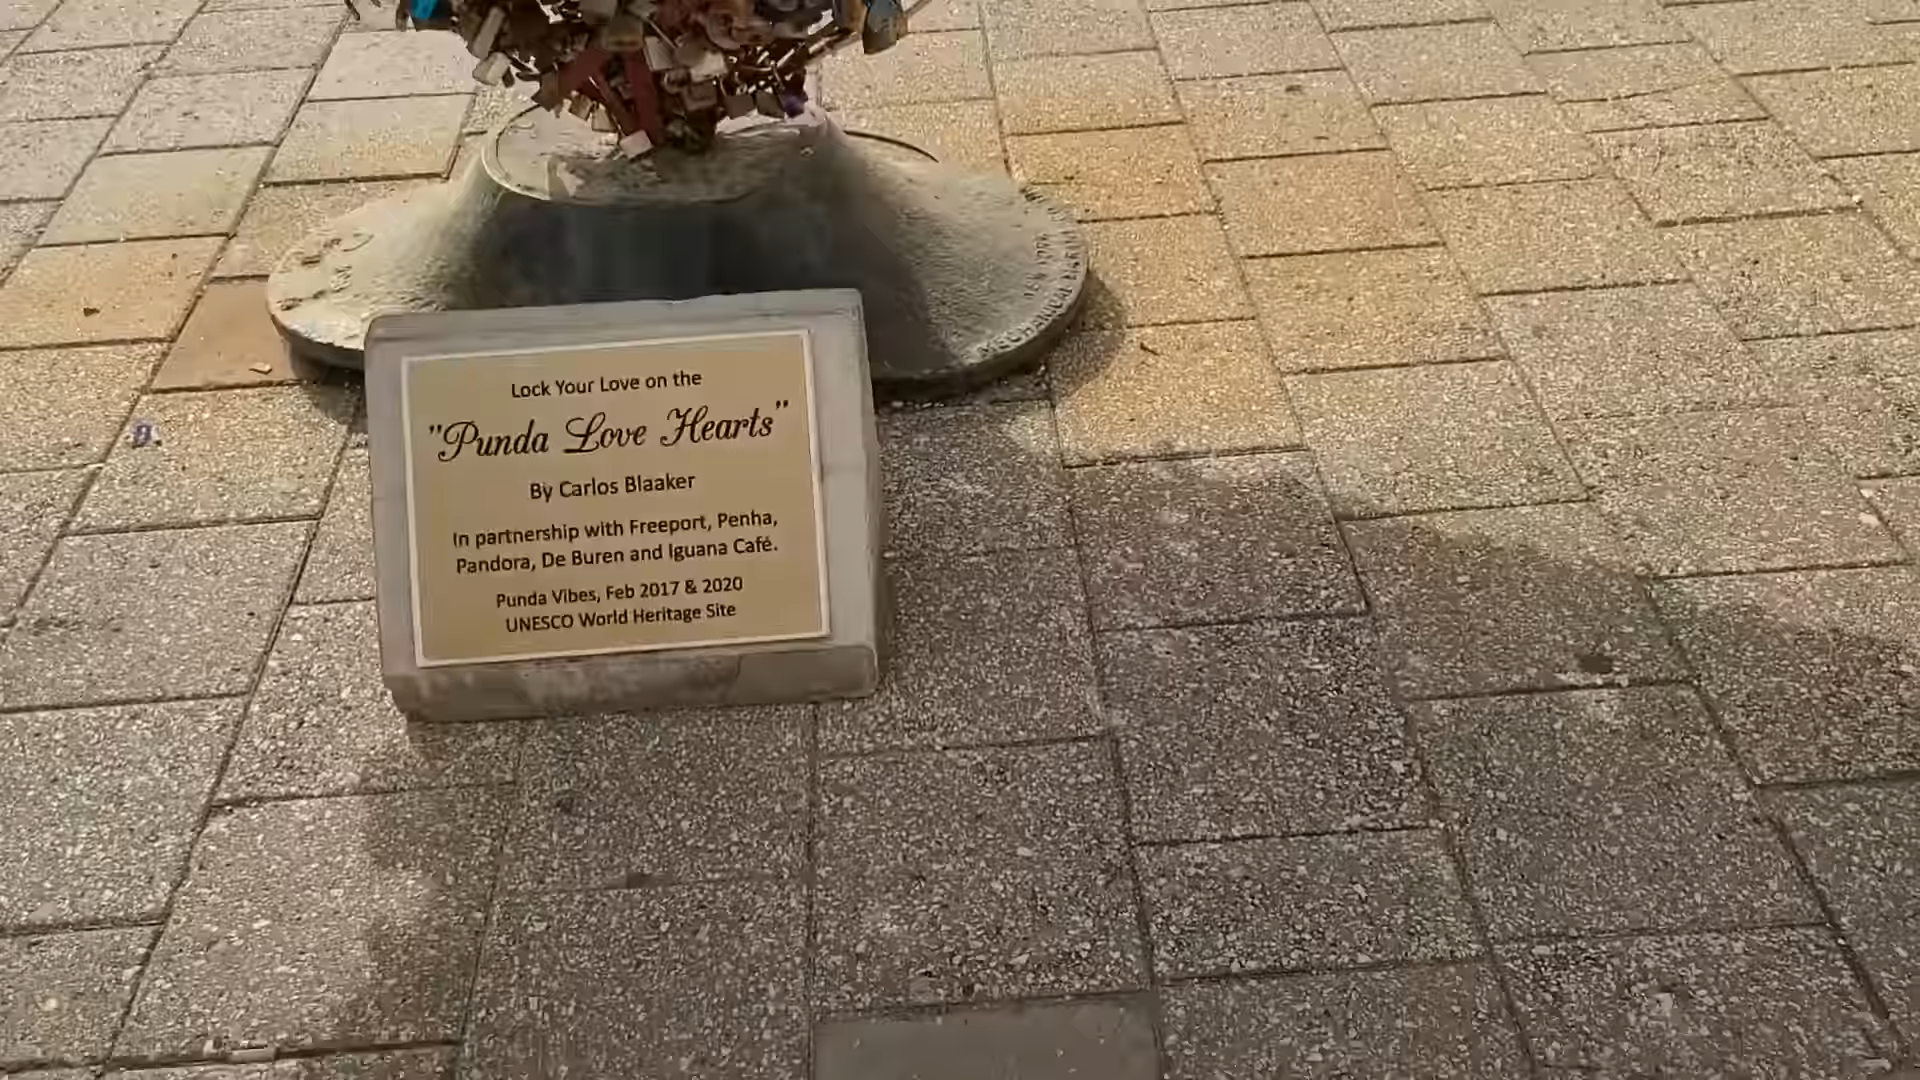 Lock Your Love on the
"Punda Love Hearts"
By Carlos Blaaker
In partnership with Freeport, Penha,
Pandora, De Buren and Iguana Café.
Punda Vibes, Feb 2017 & 2020
UNESCO World Heritage Site